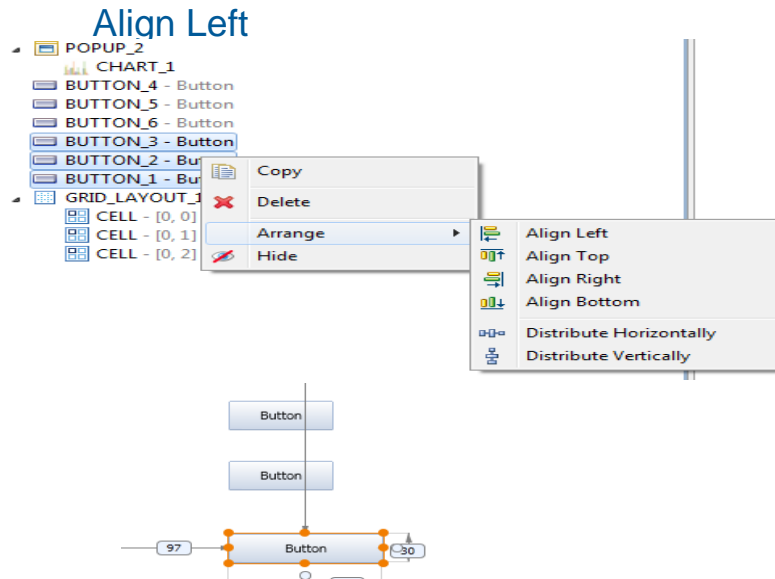 Align Left
POPUP_2
CHART_1
BUTTON_4 - Button
BUTTON_5 - Button
BUTTON_6 - Button
BUTTON_3 - Button
BUTTON_2 - Bu
BUTTON_1 - Bu
GRID_LAYOUT_1
CELL - [0, 0]
CELL - [0, 1]
CELL - [0, 2]
Copy
Delete
Arrange
Hide
Align Left
Align Top
Align Right
Align Bottom
Distribute Horizontally
Distribute Vertically
Button
Button
97
Button
30